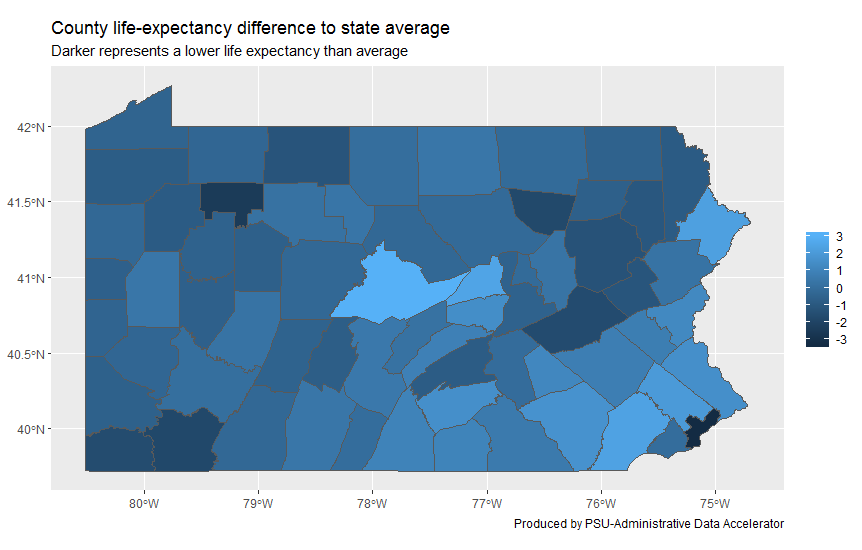 County life-expectancy difference to state average
Darker represents a lower life expectancy than average
42°N
41.5°N
41°N
40.5°N
40°N
3
2
1
0
-1
-2
-3
80°W
79°W
78°W
77°W
76°W
75°W
Produced by PSU-Administrative Data Accelerator